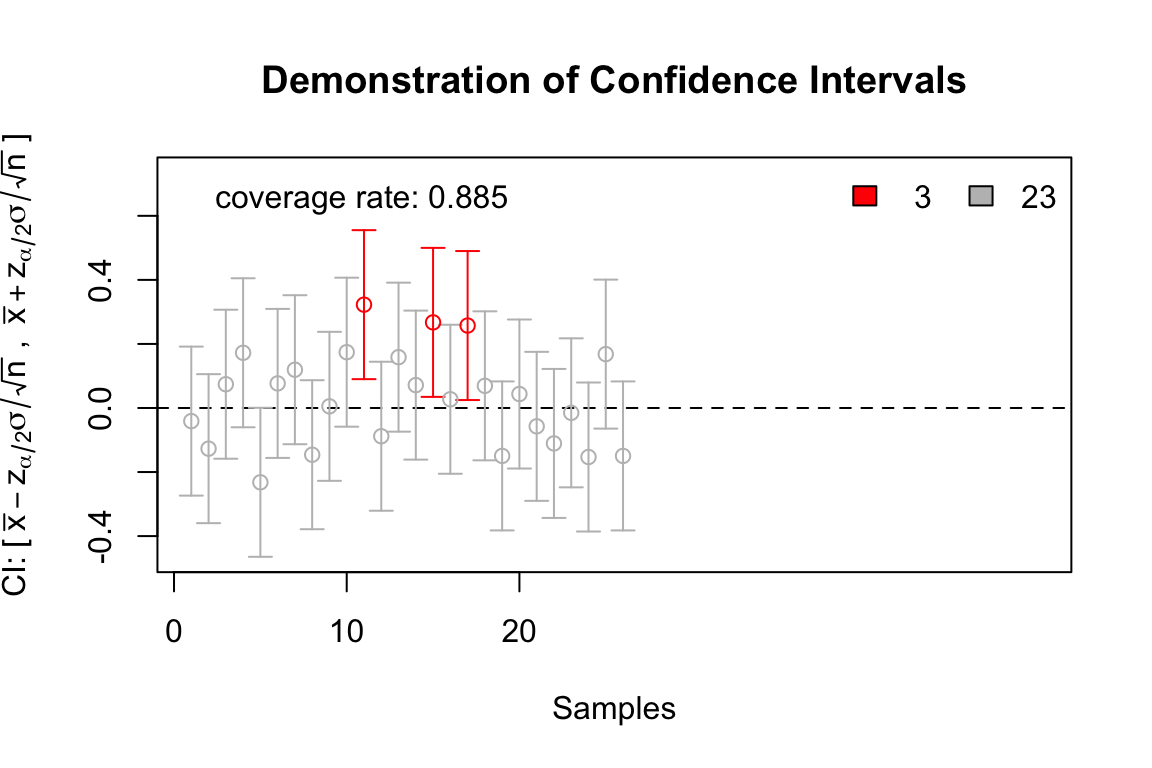 Demonstration of Confidence Intervals
CI: [ x̅ − zα/2σ/√n , x̅ + zα/2σ/√n ]
coverage rate: 0.885
3 23
0.4
0.0
-0.4
0 10 20
Samples